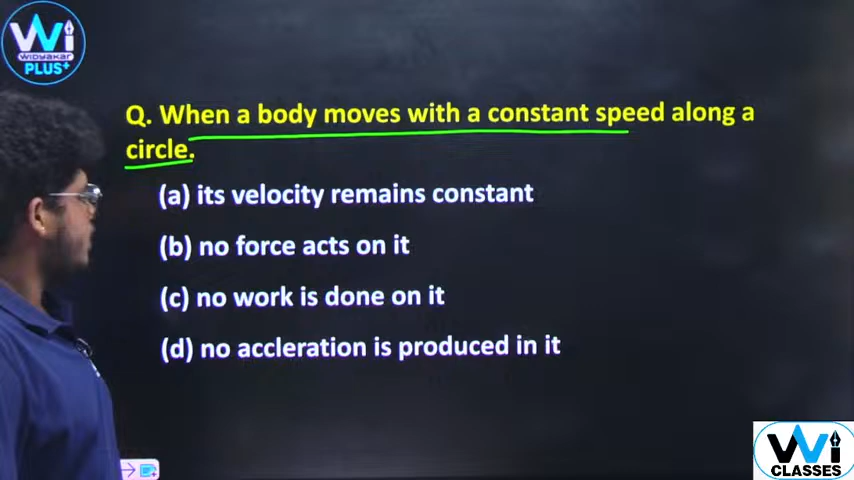 Wi
WIDYAKAR
PLUS+
Q. When a body moves with a constant speed along a
circle.
(a) its velocity remains constant
(b) no force acts on it
(c) no work is done on it
(d) no accleration is produced in it
Wi
CLASSES